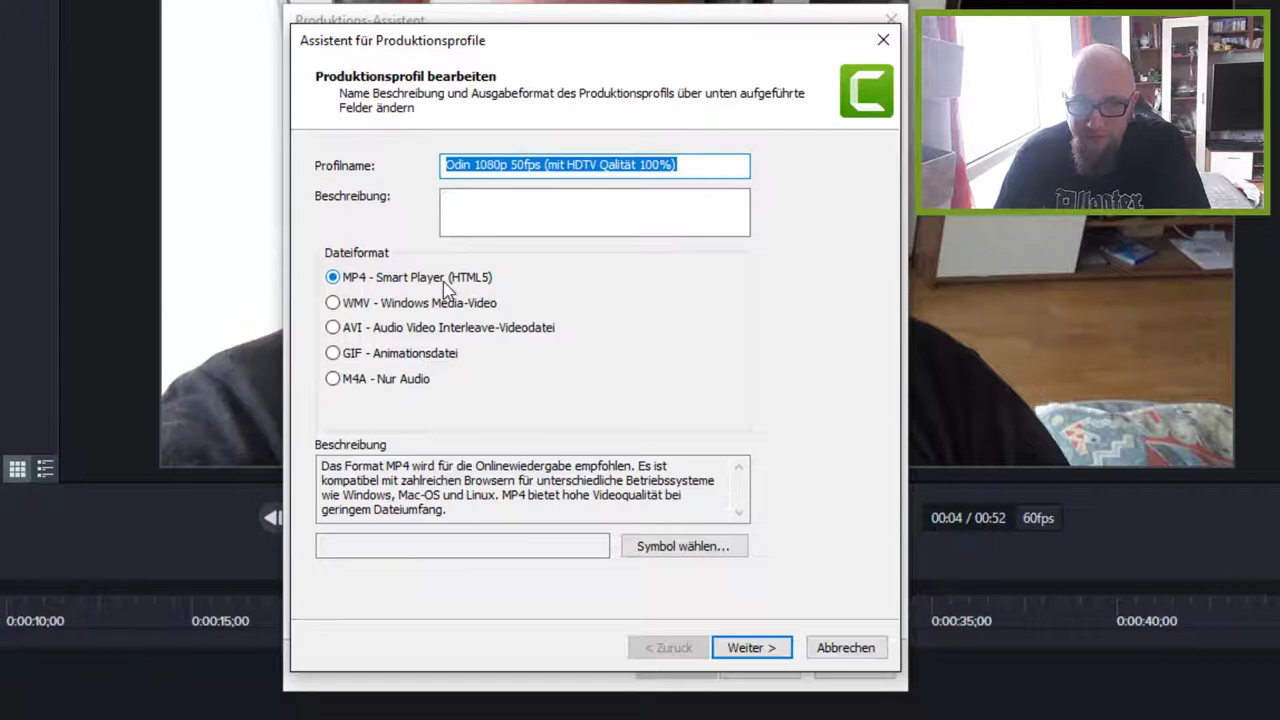 Produktions-Assistent
Assistent für Produktionsprofile
Produktionsprofil bearbeiten
Name Beschreibung und Ausgabeformat des Produktionsprofils über unten aufgeführte
Felder ändern
Profilname:
Odin 1080p 50fps (mit HDTV Qalität 100%)
Beschreibung:
Dateiformat
MP4 - Smart Player (HTML5)
WMV - Windows Media-Video
AVI - Audio Video Interleave-Videodatei
GIF - Animationsdatei
M4A - Nur Audio
Beschreibung
Das Format MP4 wird für die Onlinewiedergabe empfohlen. Es ist
kompatibel mit zahlreichen Browsern für unterschiedliche Betriebssysteme
wie Windows, Mac-OS und Linux. MP4 bietet hohe Videoqualität bei
geringem Dateiumfang.
Symbol wählen...
< Zurück
Weiter >
Abbrechen
00:04 / 00:52
60fps
0:00:10;00
0:00:15;00
0:00:35;00
0:00:40;00